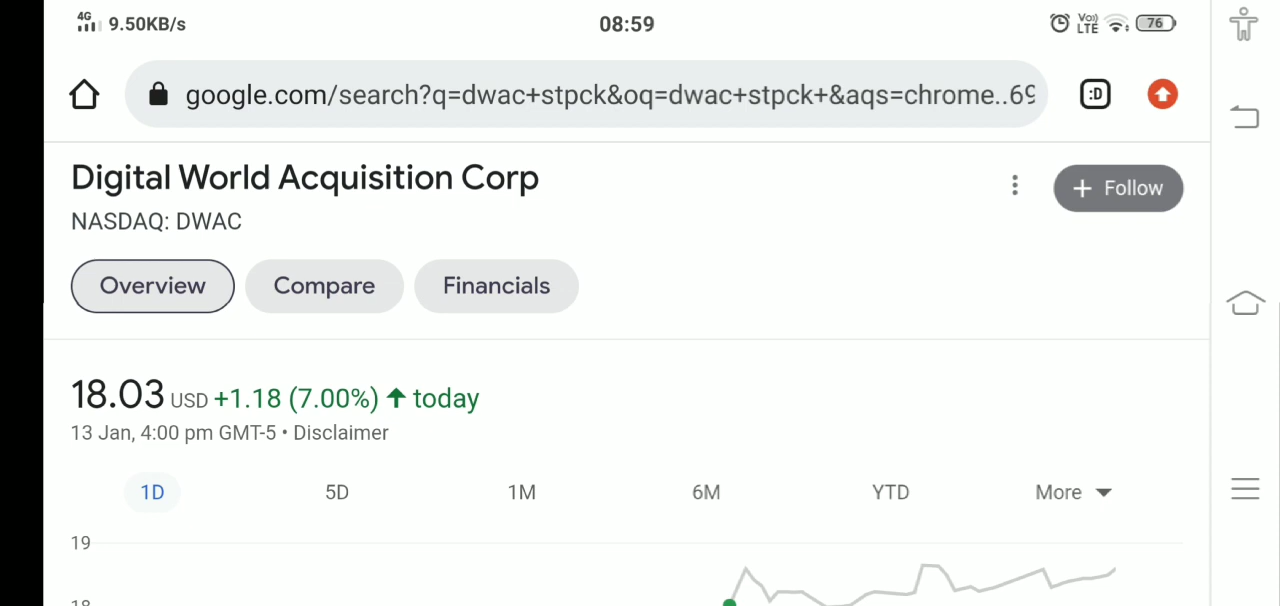 4G 9.50KB/s 08:59 Vo)) LTE 76
google.com/search?q=dwac+stpck&oq=dwac+stpck+&aqs=chrome..69 :D
Digital World Acquisition Corp
+ Follow
NASDAQ: DWAC
Overview Compare Financials
18.03 USD +1.18 (7.00%) ↑ today
13 Jan, 4:00 pm GMT-5 • Disclaimer
1D 5D 1M 6M YTD More
19
18